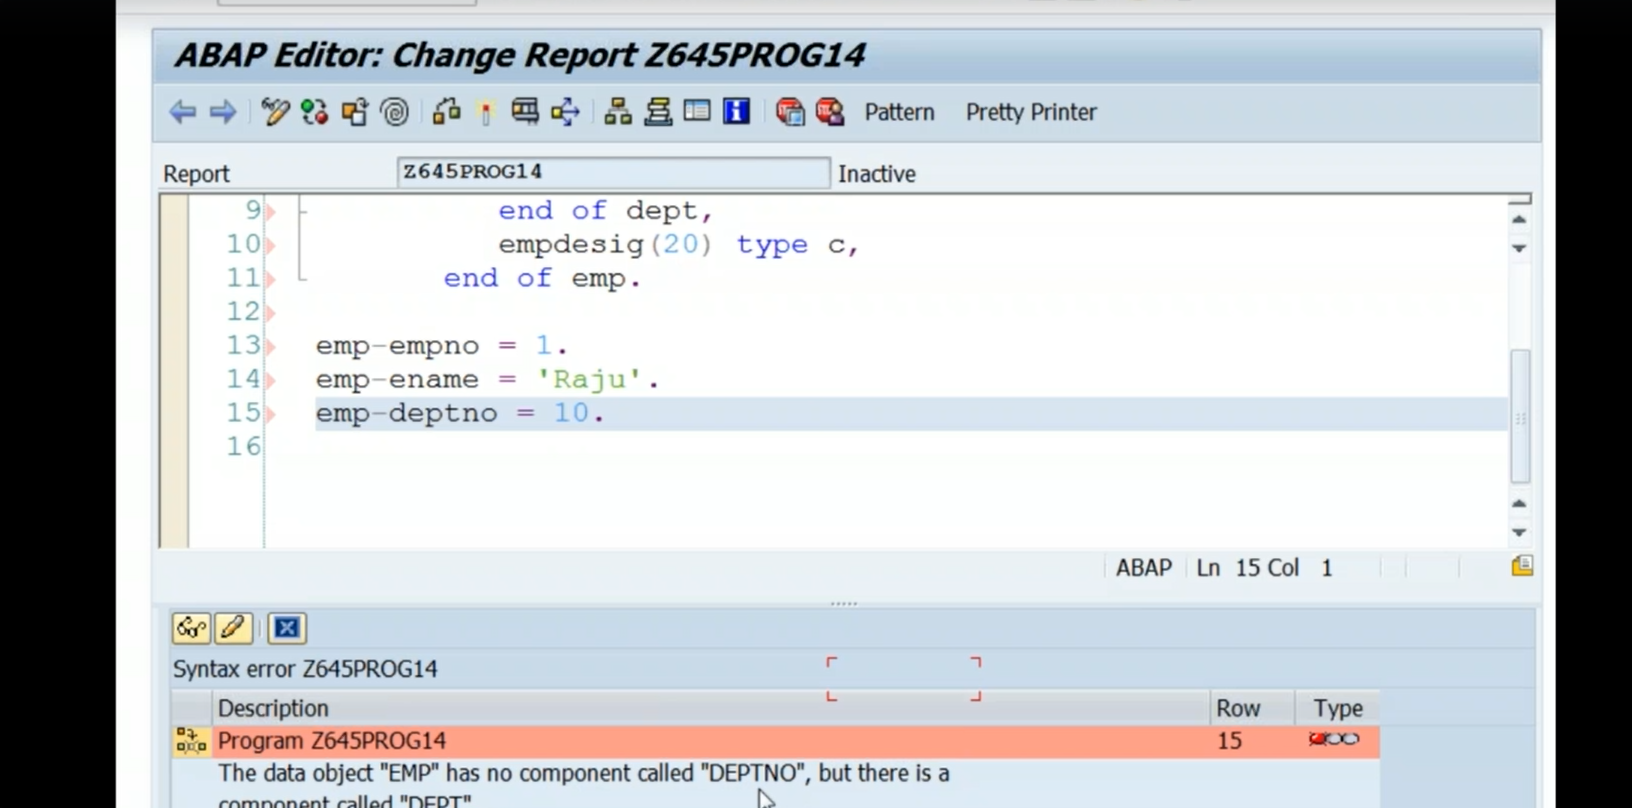 ABAP Editor: Change Report Z645PROG14
Pattern Pretty Printer
Report Z645PROG14 Inactive
9 end of dept,
10 empdesig(20) type c,
11 end of emp.
12
13 emp-empno = 1.
14 emp-ename = 'Raju'.
15 emp-deptno = 10.
16
ABAP Ln 15 Col 1
Syntax error Z645PROG14
Description Row Type
Program Z645PROG14 15
The data object "EMP" has no component called "DEPTNO", but there is a
component called "DEPT"